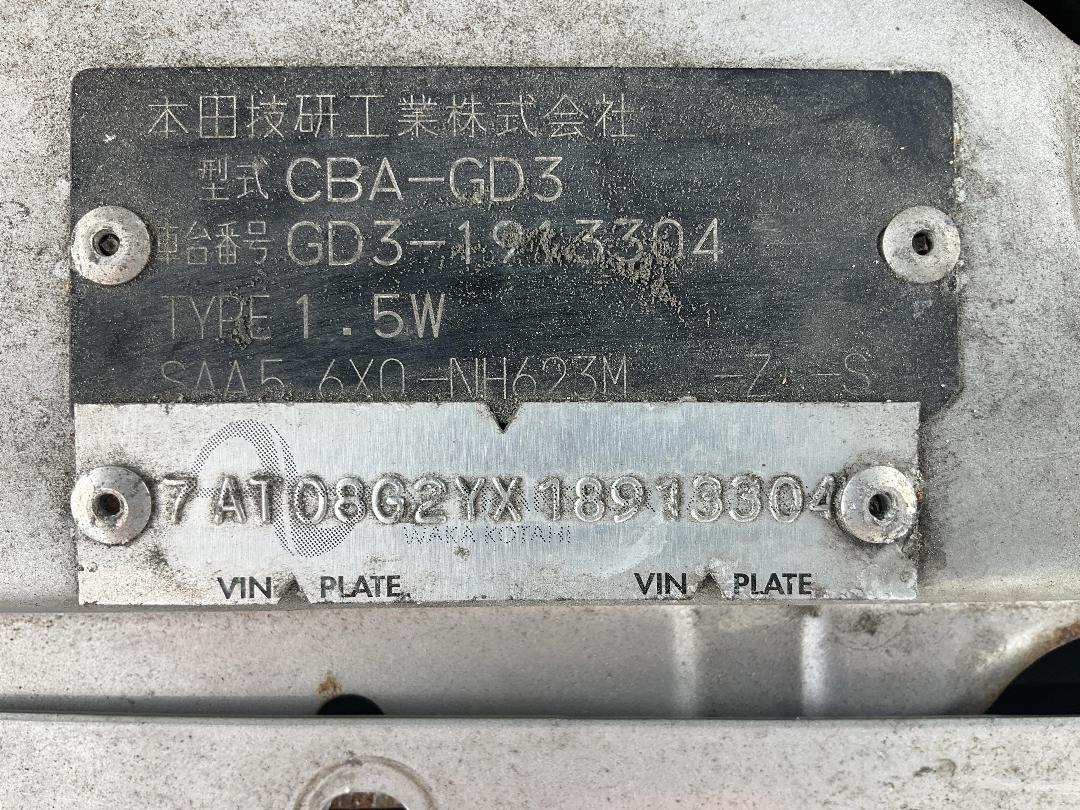 本田技研工業株式会社
型式 CBA-GD3
車台番号 GD3-1913304
TYPE 1.5W
SAA5 6X0-NH623M -Z -S
7AT08G2YX18913304
WAKA KOTAHI
VIN PLATE VIN PLATE